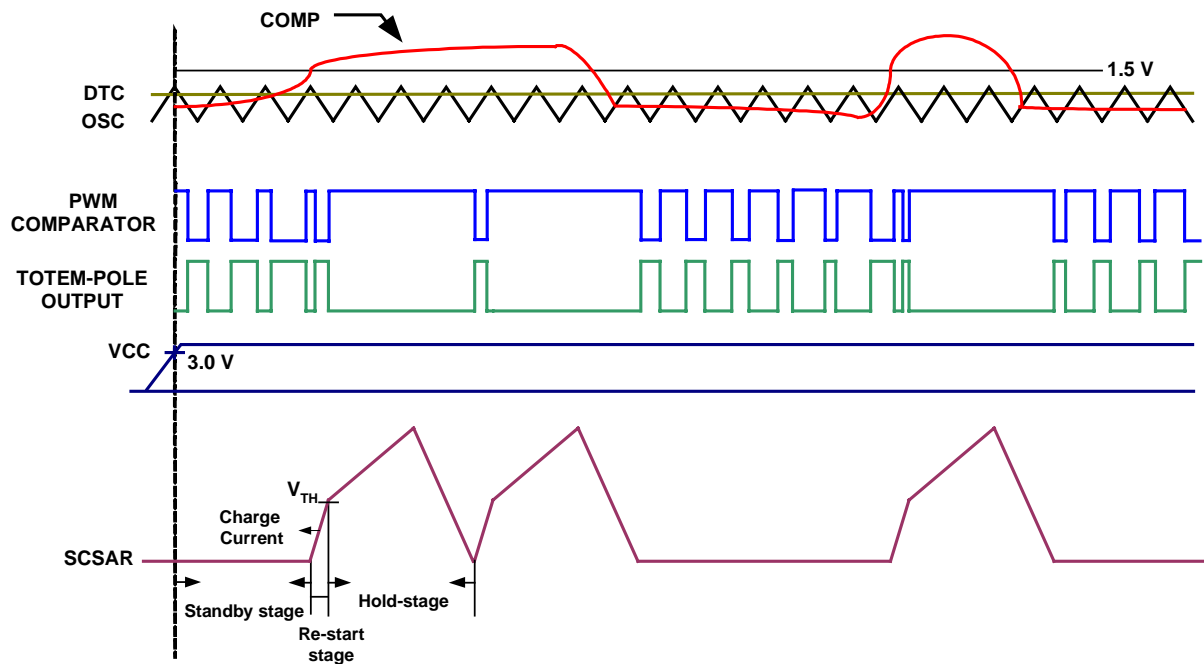 COMP
1.5 V
DTC
OSC
PWM
COMPARATOR
TOTEM-POLE
OUTPUT
VCC
3.0 V
VTH
Charge
Current
SCSAR
Standby stage
Hold-stage
Re-start
stage